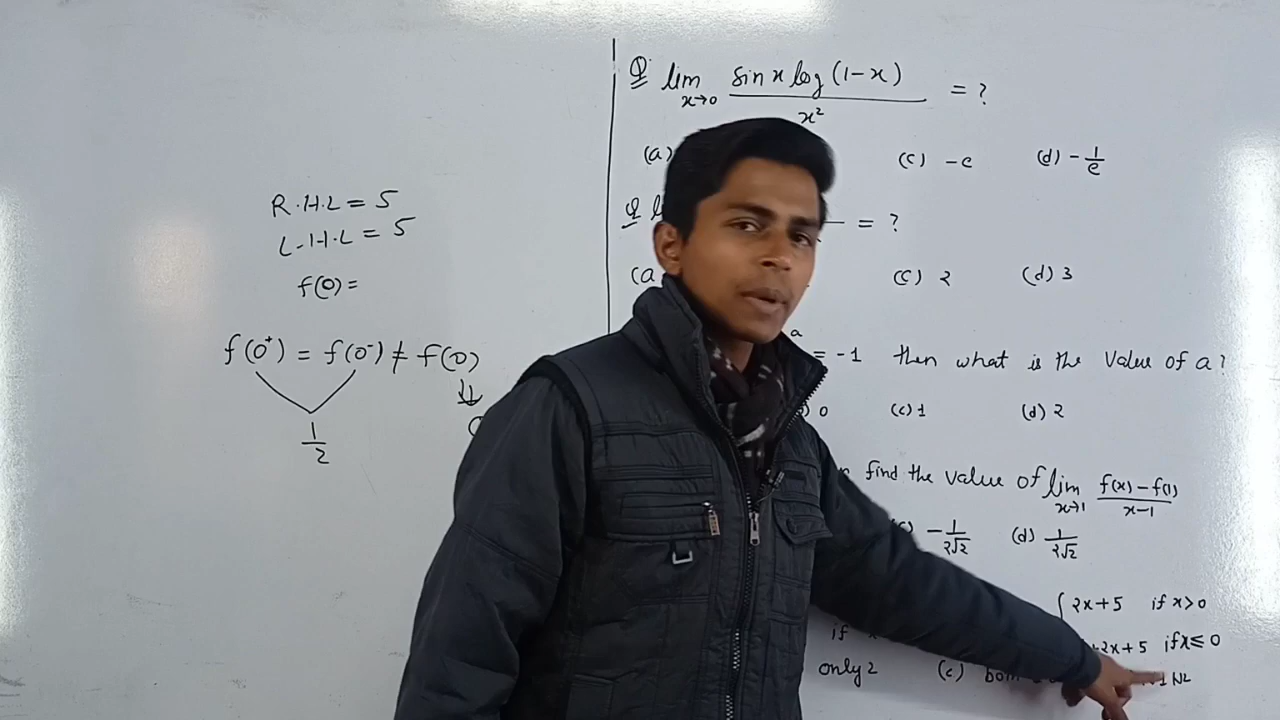 R.H.L = 5
L.H.L = 5
f(0) =
f(0⁺) = f(0⁻) ≠ f(0)
1/2
Q. lim x→0 sin x log (1-x) / x² = ?
(a) (c) -e (d) -1/e
Q = ?
(a (c) 2 (d) 3
a = -1 then what is the Value of a?
) 0 (c) 1 (d) 2
find the value of lim x→1 f(x) - f(1) / x-1
-1/2√2 (d) 1/2√2
{ 2x+5 if x>0
if +2x+5 if x ≤ 0
only 2 (c)